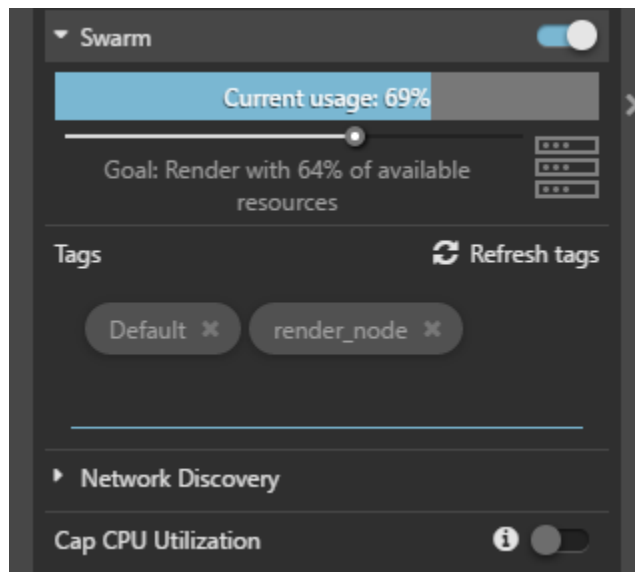 Swarm
Current usage: 69%
Goal: Render with 64% of available
resources
Tags
Refresh tags
Default
render_node
Network Discovery
Cap CPU Utilization